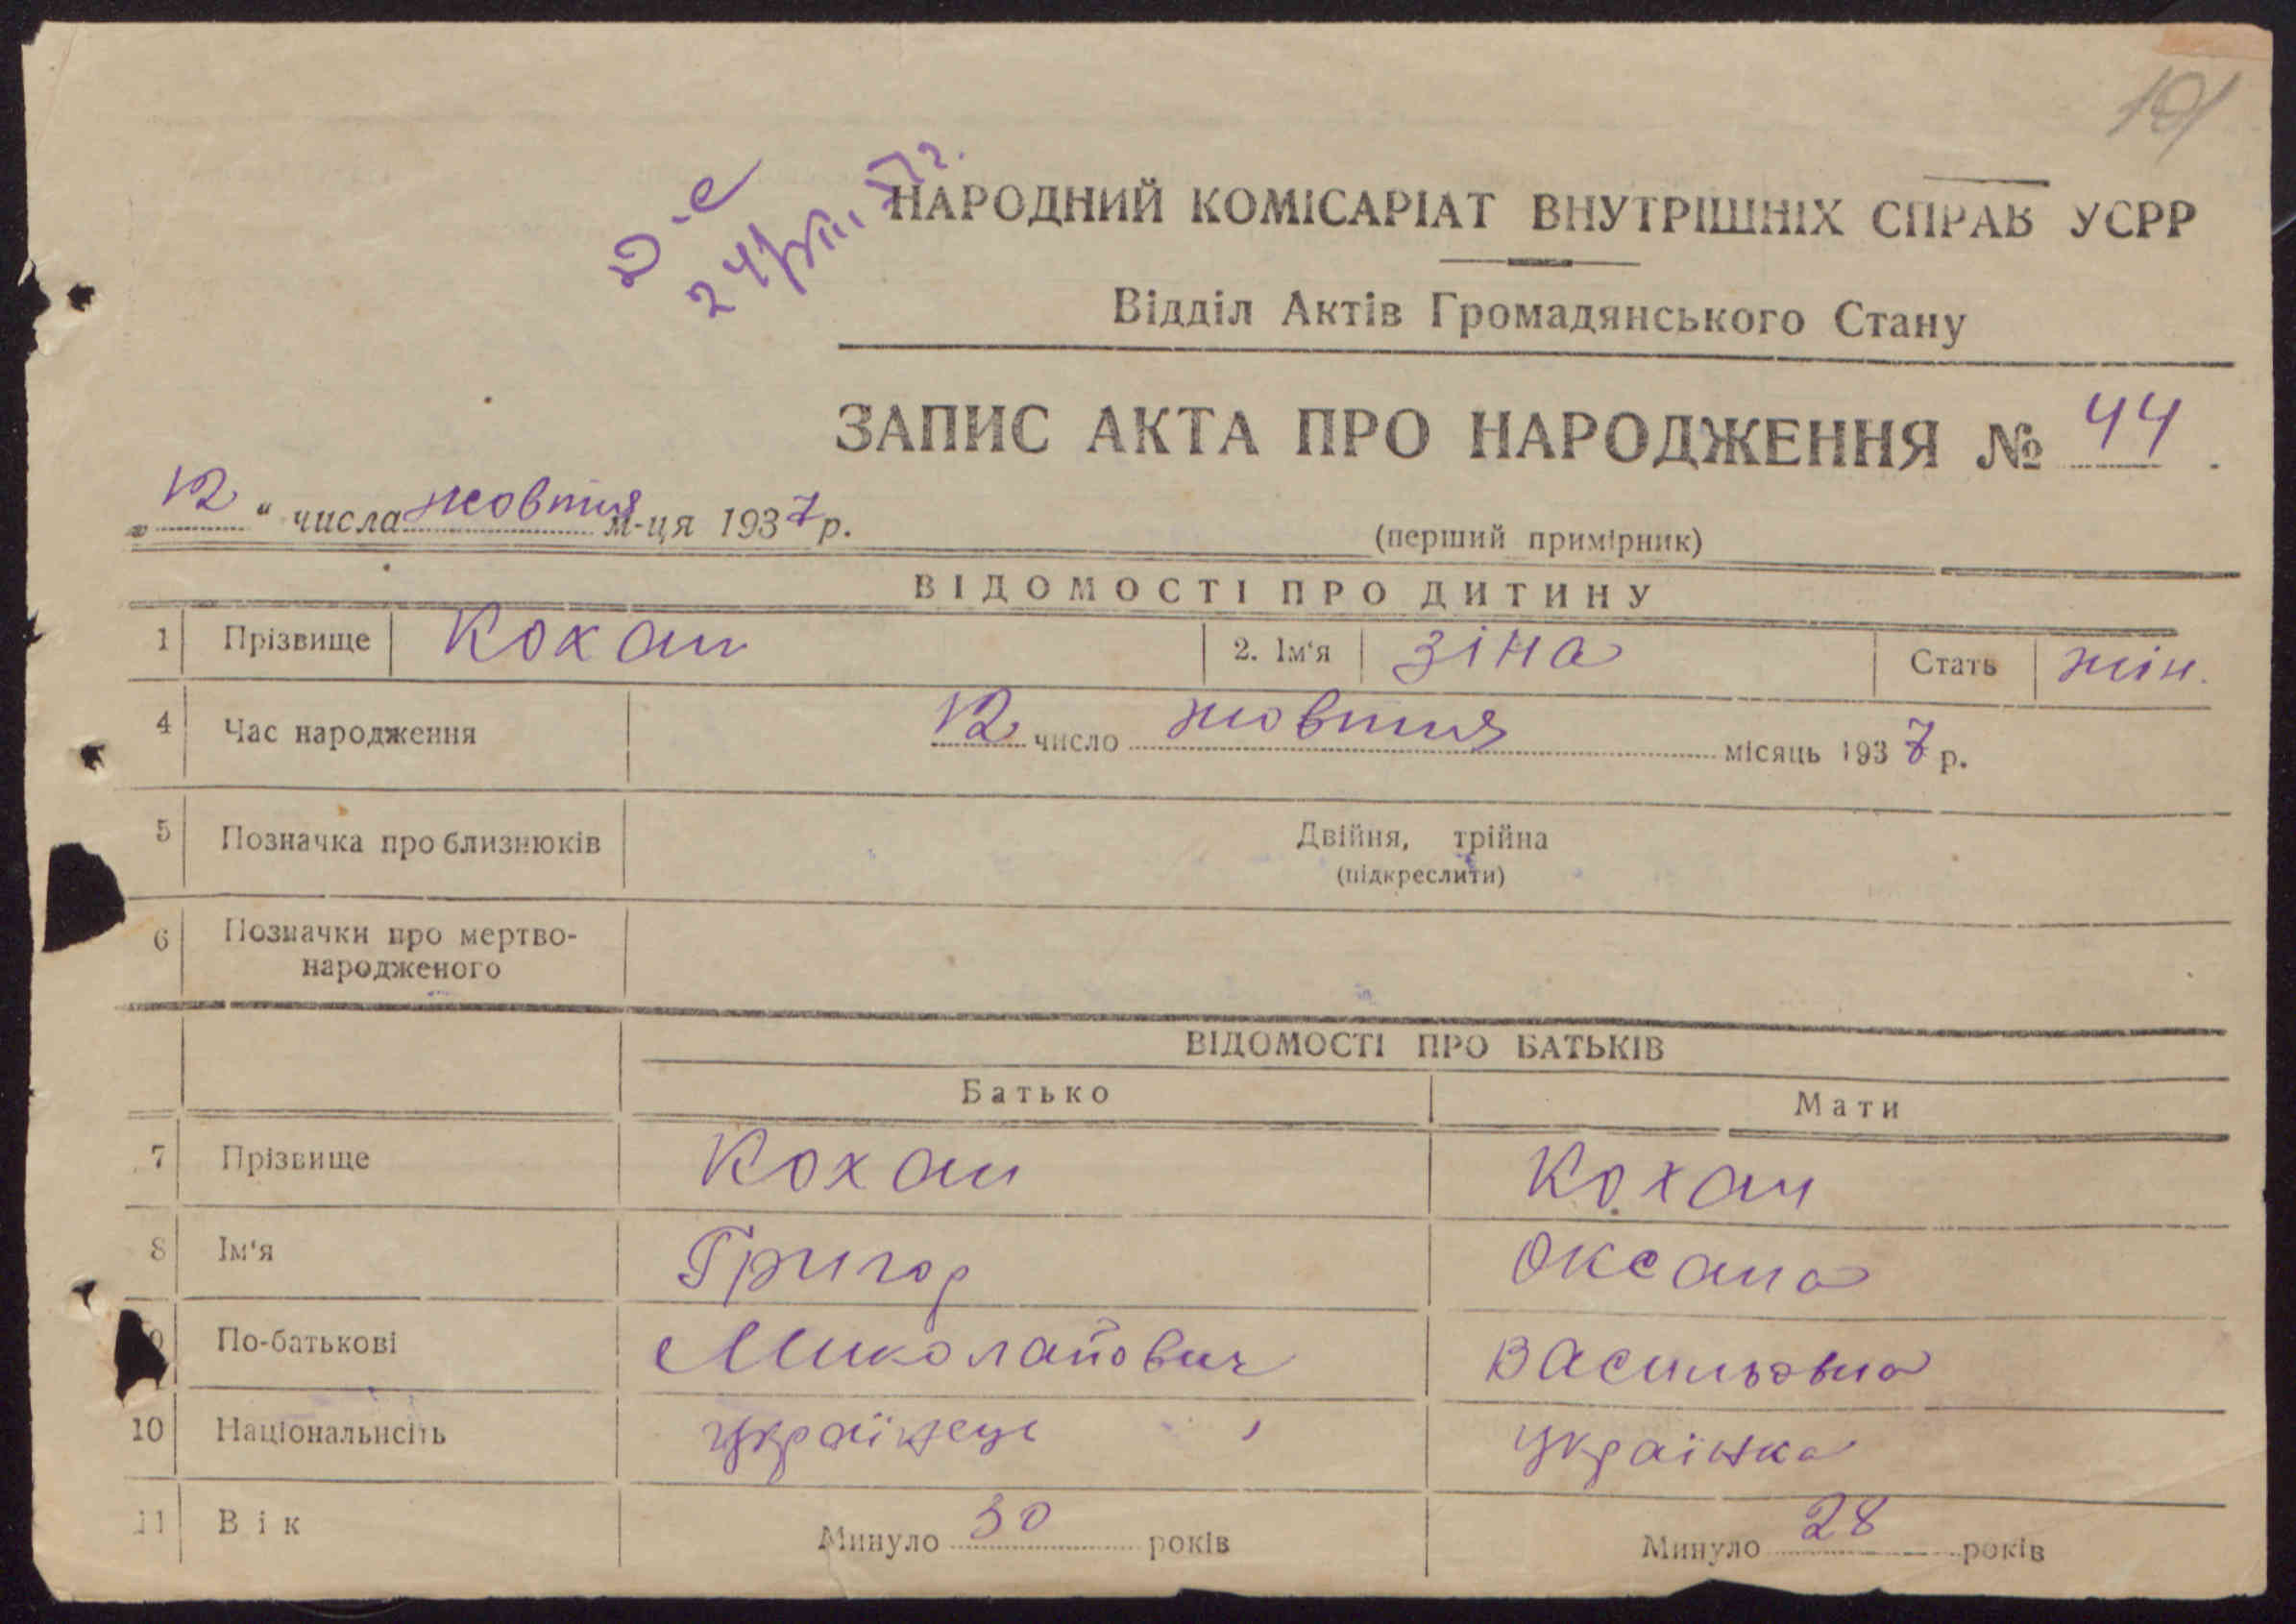 101
Д-е
24/VIII 57 г.
НАРОДНИЙ КОМІСАРІАТ ВНУТРІШНІХ СПРАВ УСРР
Відділ Актів Громадянського Стану
ЗАПИС АКТА ПРО НАРОДЖЕННЯ № 44.
„12“ числа жовтня м-ця 1937 р.
(перший примірник)
ВІДОМОСТІ ПРО ДИТИНУ
1 Прізвище Кохан 2. Ім'я Зіна Стать жін.
4 Час народження 12 число жовтня місяць 1937 р.
5 Позначка про близнюків Двійня, трійна
(підкреслити)
6 Позначки про мертво-
народженого
ВІДОМОСТІ ПРО БАТЬКІВ
Батько Мати
7 Прізвище Кохан Кохан
8 Ім'я Григор Оксана
9 По-батькові Миколайович Васильовна
10 Національнсіть українець українка
11 Вік Минуло 30 років Минуло 28 років